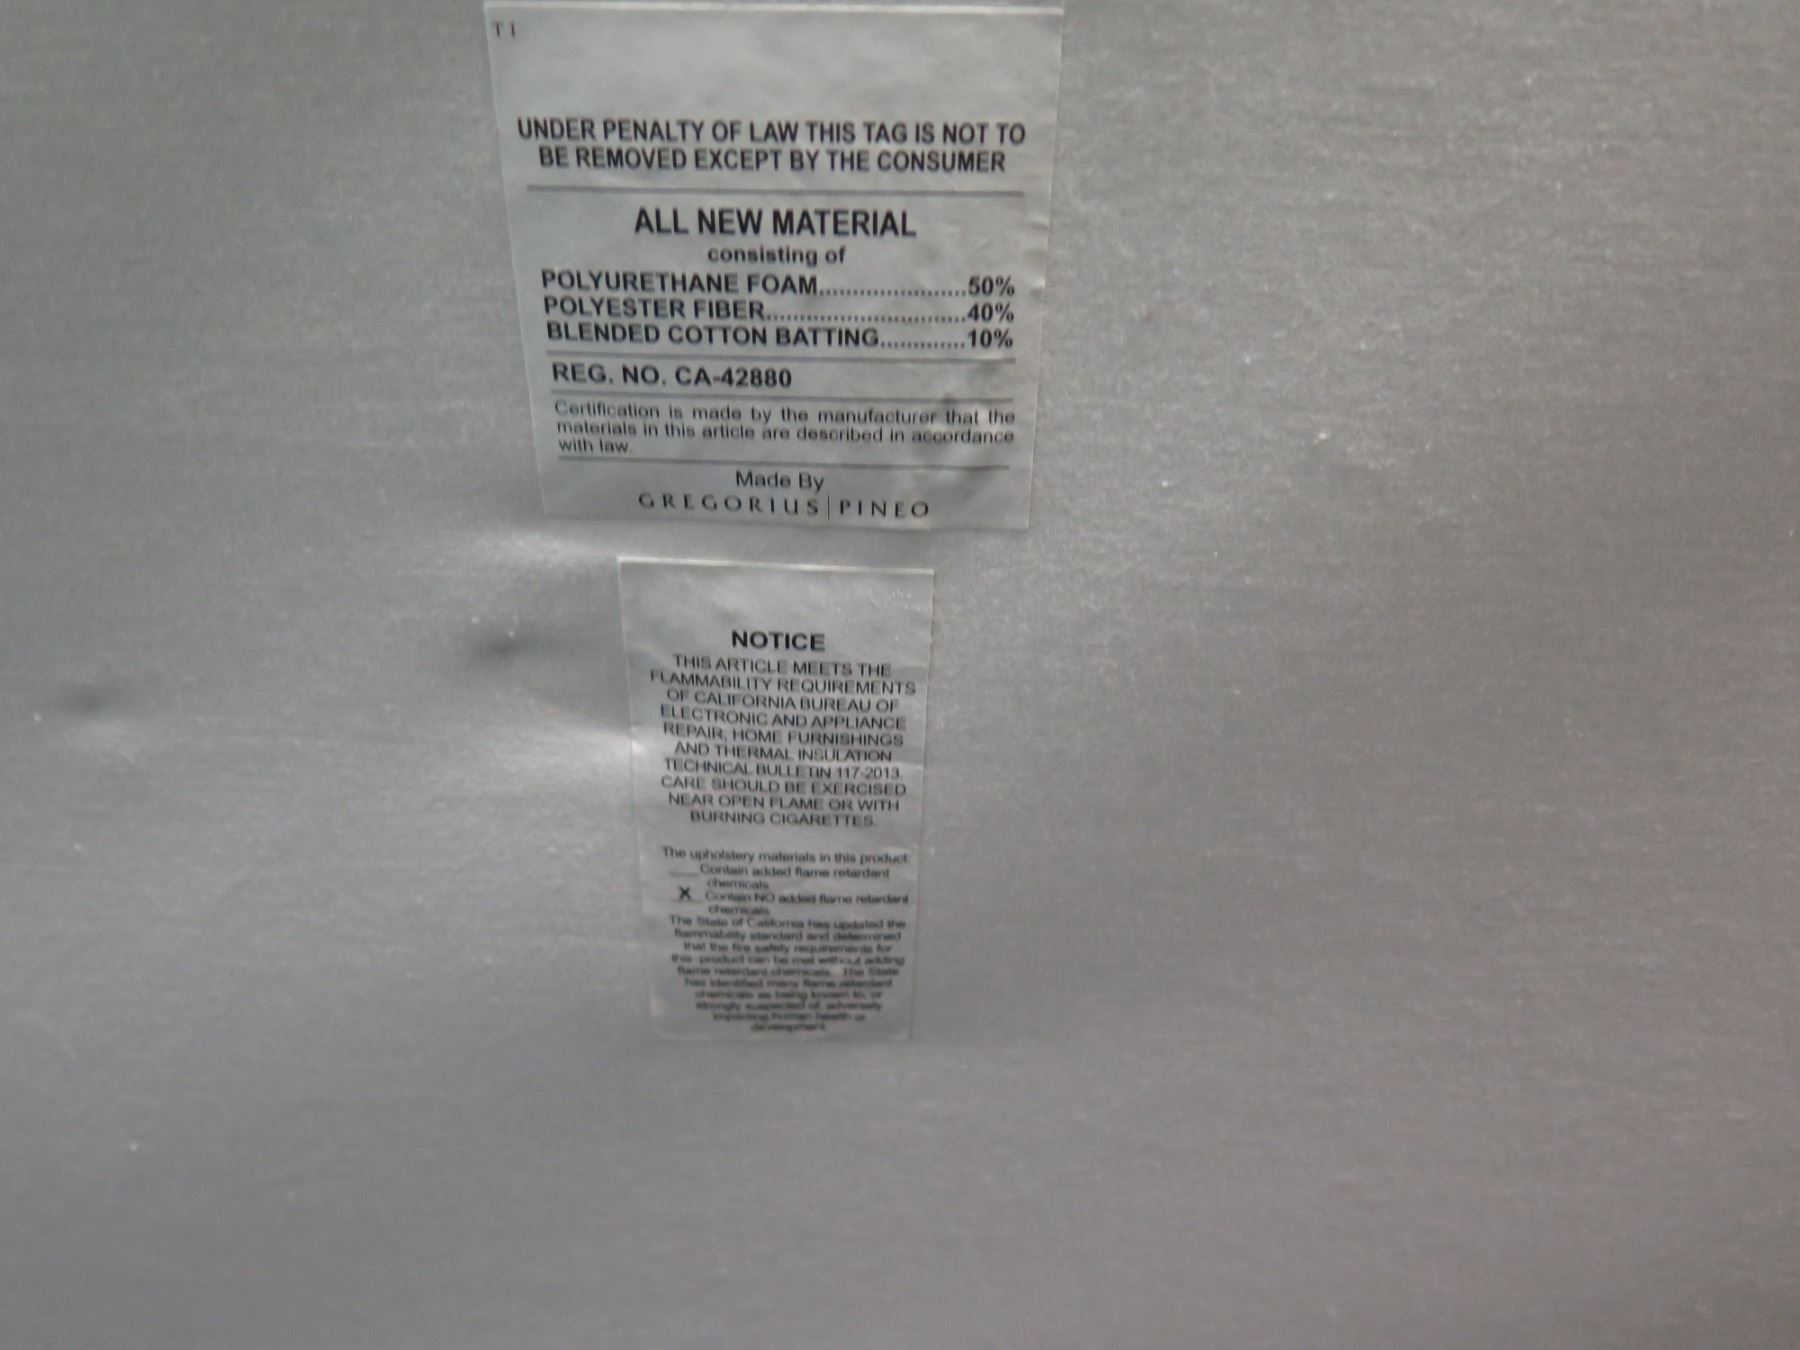 T I
UNDER PENALTY OF LAW THIS TAG IS NOT TO
BE REMOVED EXCEPT BY THE CONSUMER
ALL NEW MATERIAL
consisting of
POLYURETHANE FOAM......................50%
POLYESTER FIBER..............................40%
BLENDED COTTON BATTING.............10%
REG. NO. CA-42880
Certification is made by the manufacturer that the
materials in this article are described in accordance
with law.
Made By
GREGORIUS|PINEO
NOTICE
THIS ARTICLE MEETS THE
FLAMMABILITY REQUIREMENTS
OF CALIFORNIA BUREAU OF
ELECTRONIC AND APPLIANCE
REPAIR, HOME FURNISHINGS
AND THERMAL INSULATION
TECHNICAL BULLETIN 117-2013.
CARE SHOULD BE EXERCISED
NEAR OPEN FLAME OR WITH
BURNING CIGARETTES.
The upholstery materials in this product:
___ Contain added flame retardant
chemicals
_X_ Contain NO added flame retardant
chemicals
The State of California has updated the
flammability standard and determined
that the fire safety requirements for
this product can be met without adding
flame retardant chemicals. The State
has identified many flame retardant
chemicals as being known to, or
strongly suspected of, adversely
impacting human health or
development.